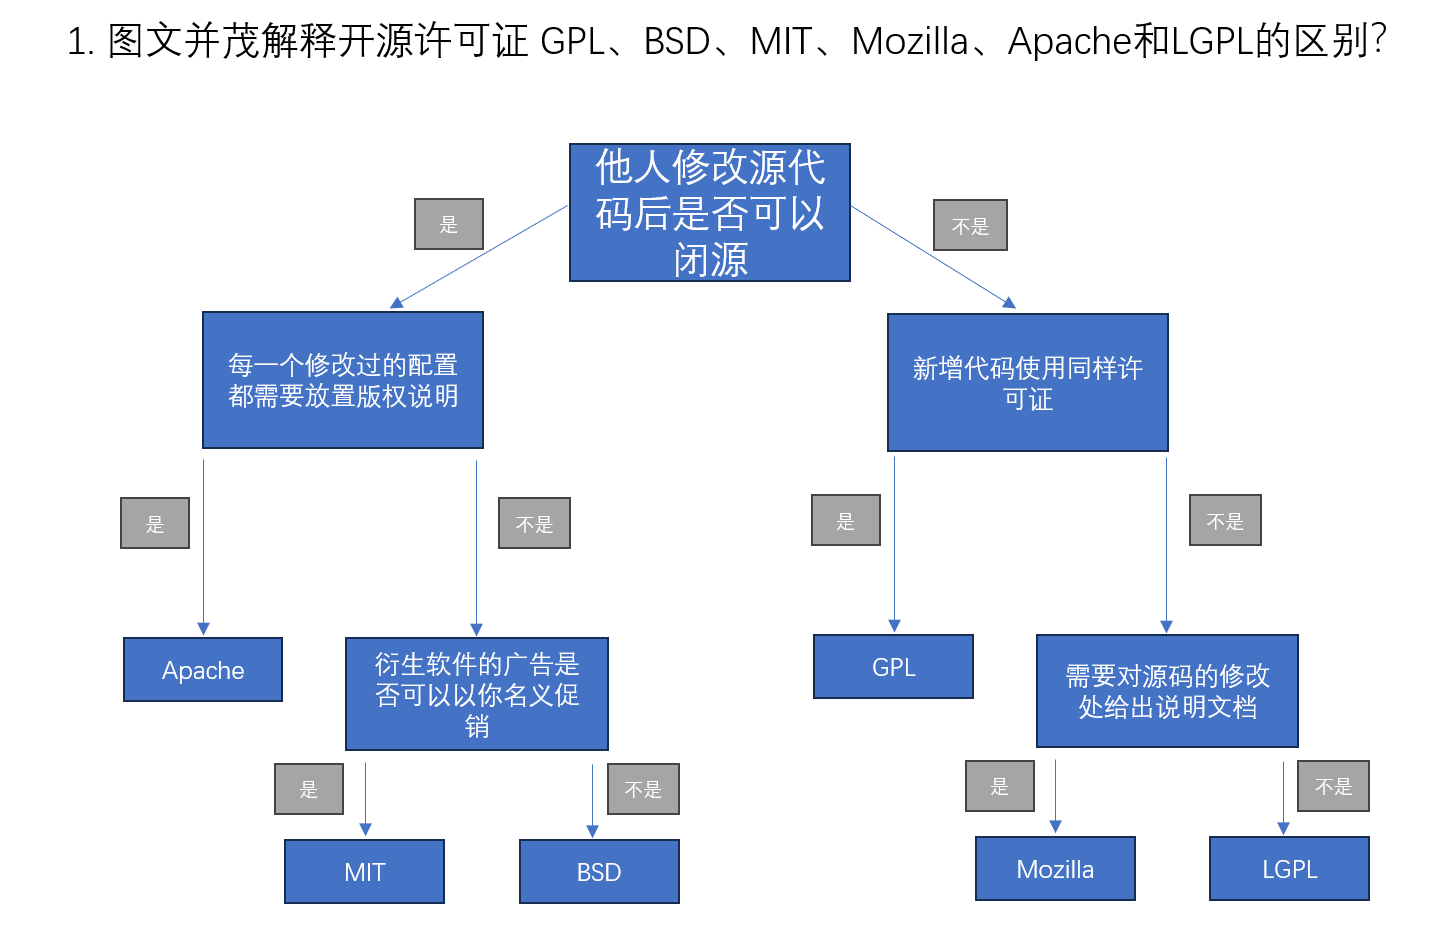 1. 图文并茂解释开源许可证 GPL、BSD、MIT、Mozilla、Apache和LGPL的区别?
他人修改源代
码后是否可以
闭源
是
不是
每一个修改过的配置
都需要放置版权说明
新增代码使用同样许
可证
是
不是
是
不是
Apache
衍生软件的广告是
否可以以你名义促
销
GPL
需要对源码的修改
处给出说明文档
是
不是
是
不是
MIT
BSD
Mozilla
LGPL